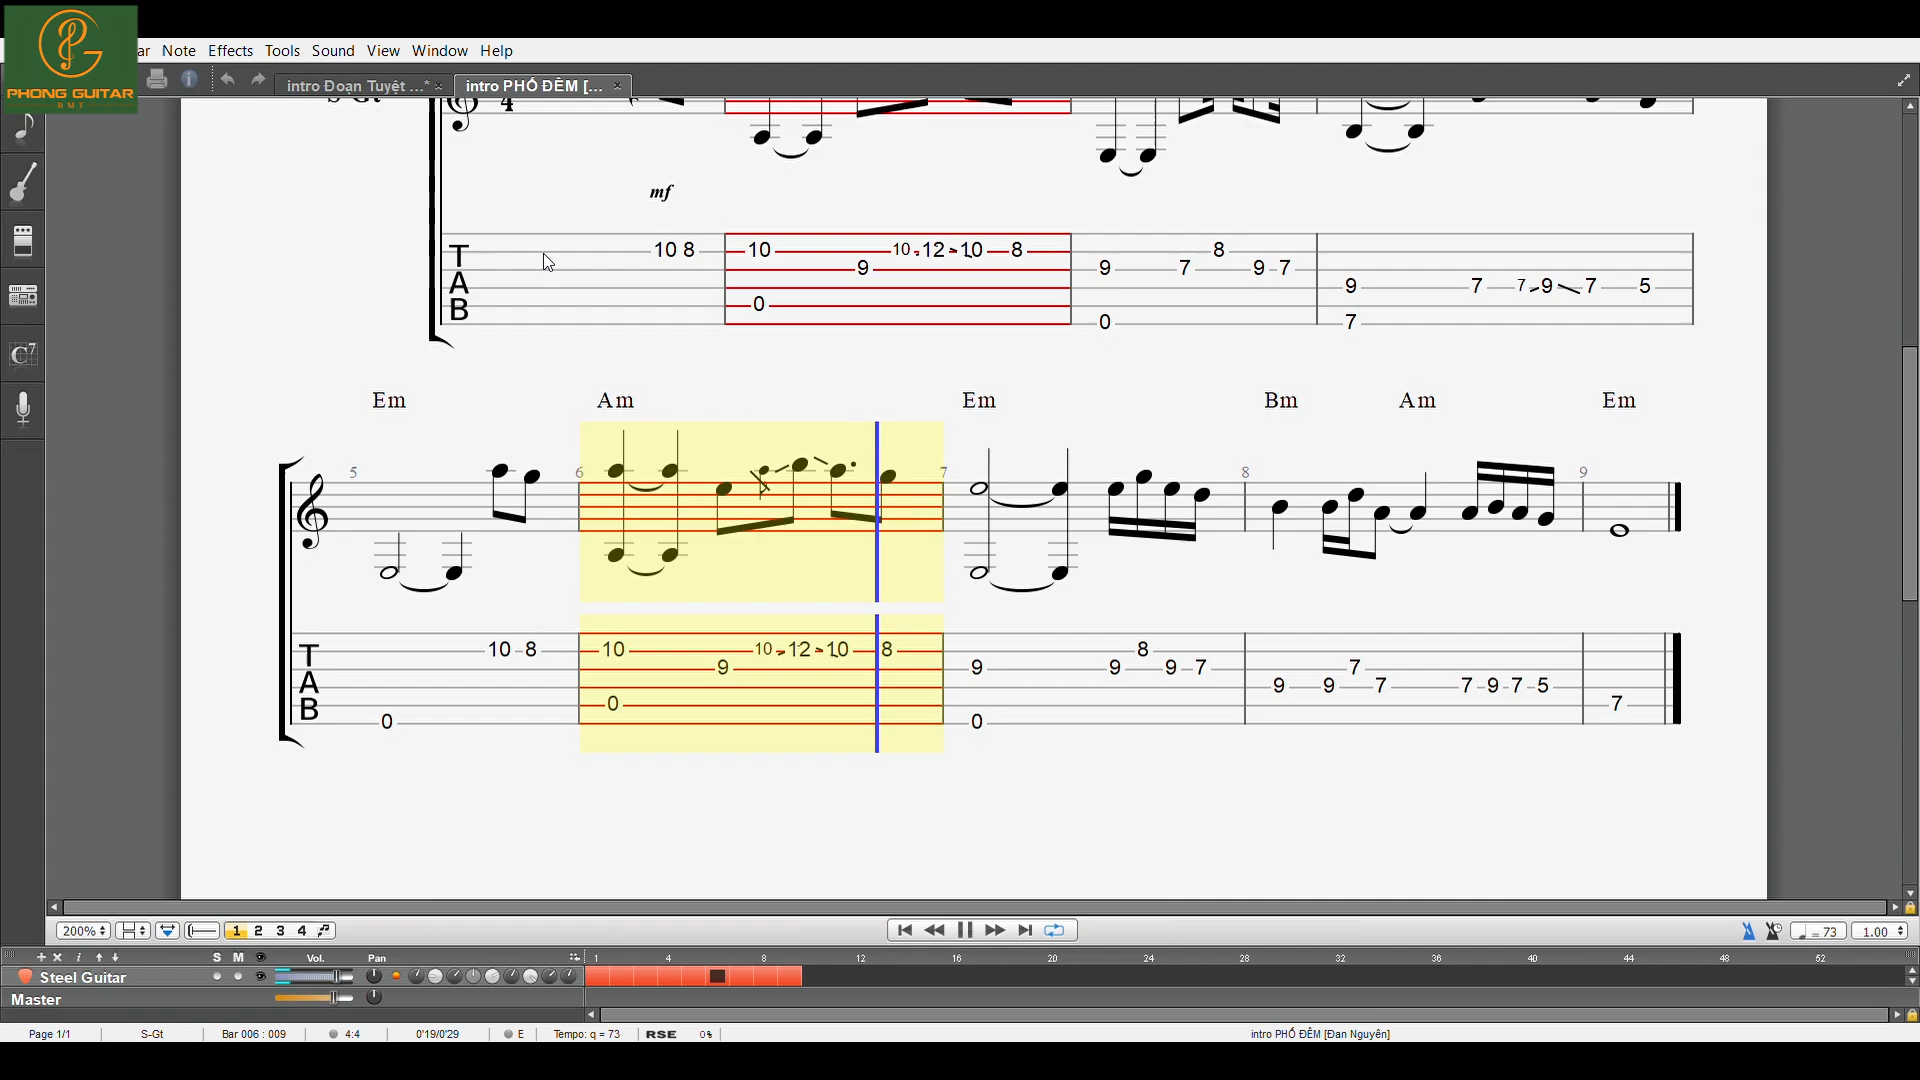 PHONG GUITAR
BMT
ar Note Effects Tools Sound View Window Help
intro Đoạn Tuyệt ...* × intro PHỐ ĐÊM [... ×
S-Gt 4
mf
T A B
10 8 10 0 9 10 12 10 8 9 0 7 8 9 7 9 7 7 7 9 7 5
Em Am Em Bm Am Em
5 6 7 8 9
T A B
0 10 8 10 0 9 10 12 10 8 9 0 9 8 9 7 9 9 7 7 7 9 7 5 7
C7
200% 1 2 3 4 = 73 1.00
S M Vol. Pan 1 4 8 12 16 20 24 28 32 36 40 44 48 52
Steel Guitar
Master
Page 1/1 S-Gt Bar 006 : 009 4:4 0'19/0'29 E Tempo: q = 73 RSE 0% intro PHỐ ĐÊM [Đan Nguyên]